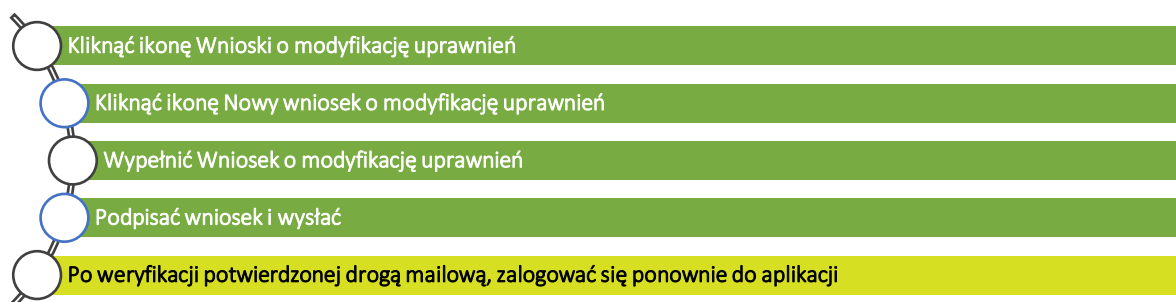 Kliknąć ikonę Wnioski o modyfikację uprawnień
Kliknąć ikonę Nowy wniosek o modyfikację uprawnień
Wypełnić Wniosek o modyfikację uprawnień
Podpisać wniosek i wysłać
Po weryfikacji potwierdzonej drogą mailową, zalogować się ponownie do aplikacji